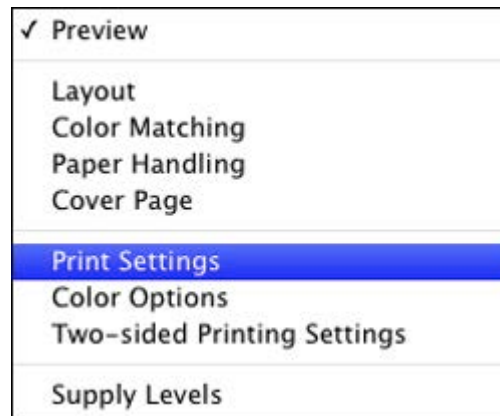 ✓ Preview
Layout
Color Matching
Paper Handling
Cover Page
Print Settings
Color Options
Two-sided Printing Settings
Supply Levels